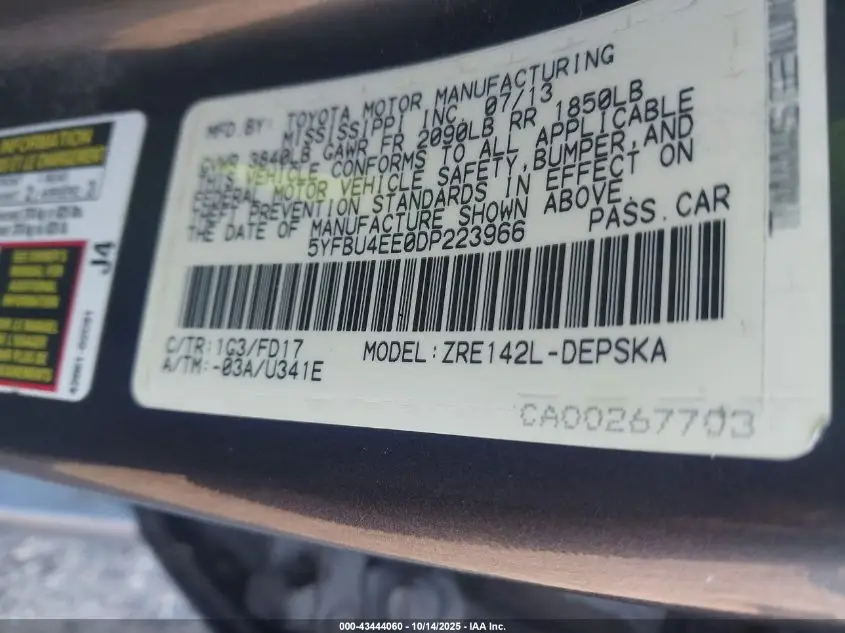 MFD. BY: TOYOTA MOTOR MANUFACTURING
MISSISSIPPI INC. 07/13
GVWR 3840LB GAWR FR 2090LB RR 1850LB
THIS VEHICLE CONFORMS TO ALL APPLICABLE
FEDERAL MOTOR VEHICLE SAFETY,BUMPER,AND
THEFT PREVENTION STANDARDS IN EFFECT ON
THE DATE OF MANUFACTURE SHOWN ABOVE.
5YFBU4EE0DP223966 PASS.CAR
C/TR:1G3/FD17 MODEL:ZRE142L-DEPSKA
A/TM:-03A/U341E
CA00267703
INFORMATION
J4
000-43444060 | 10/14/2025 | IAA Inc.